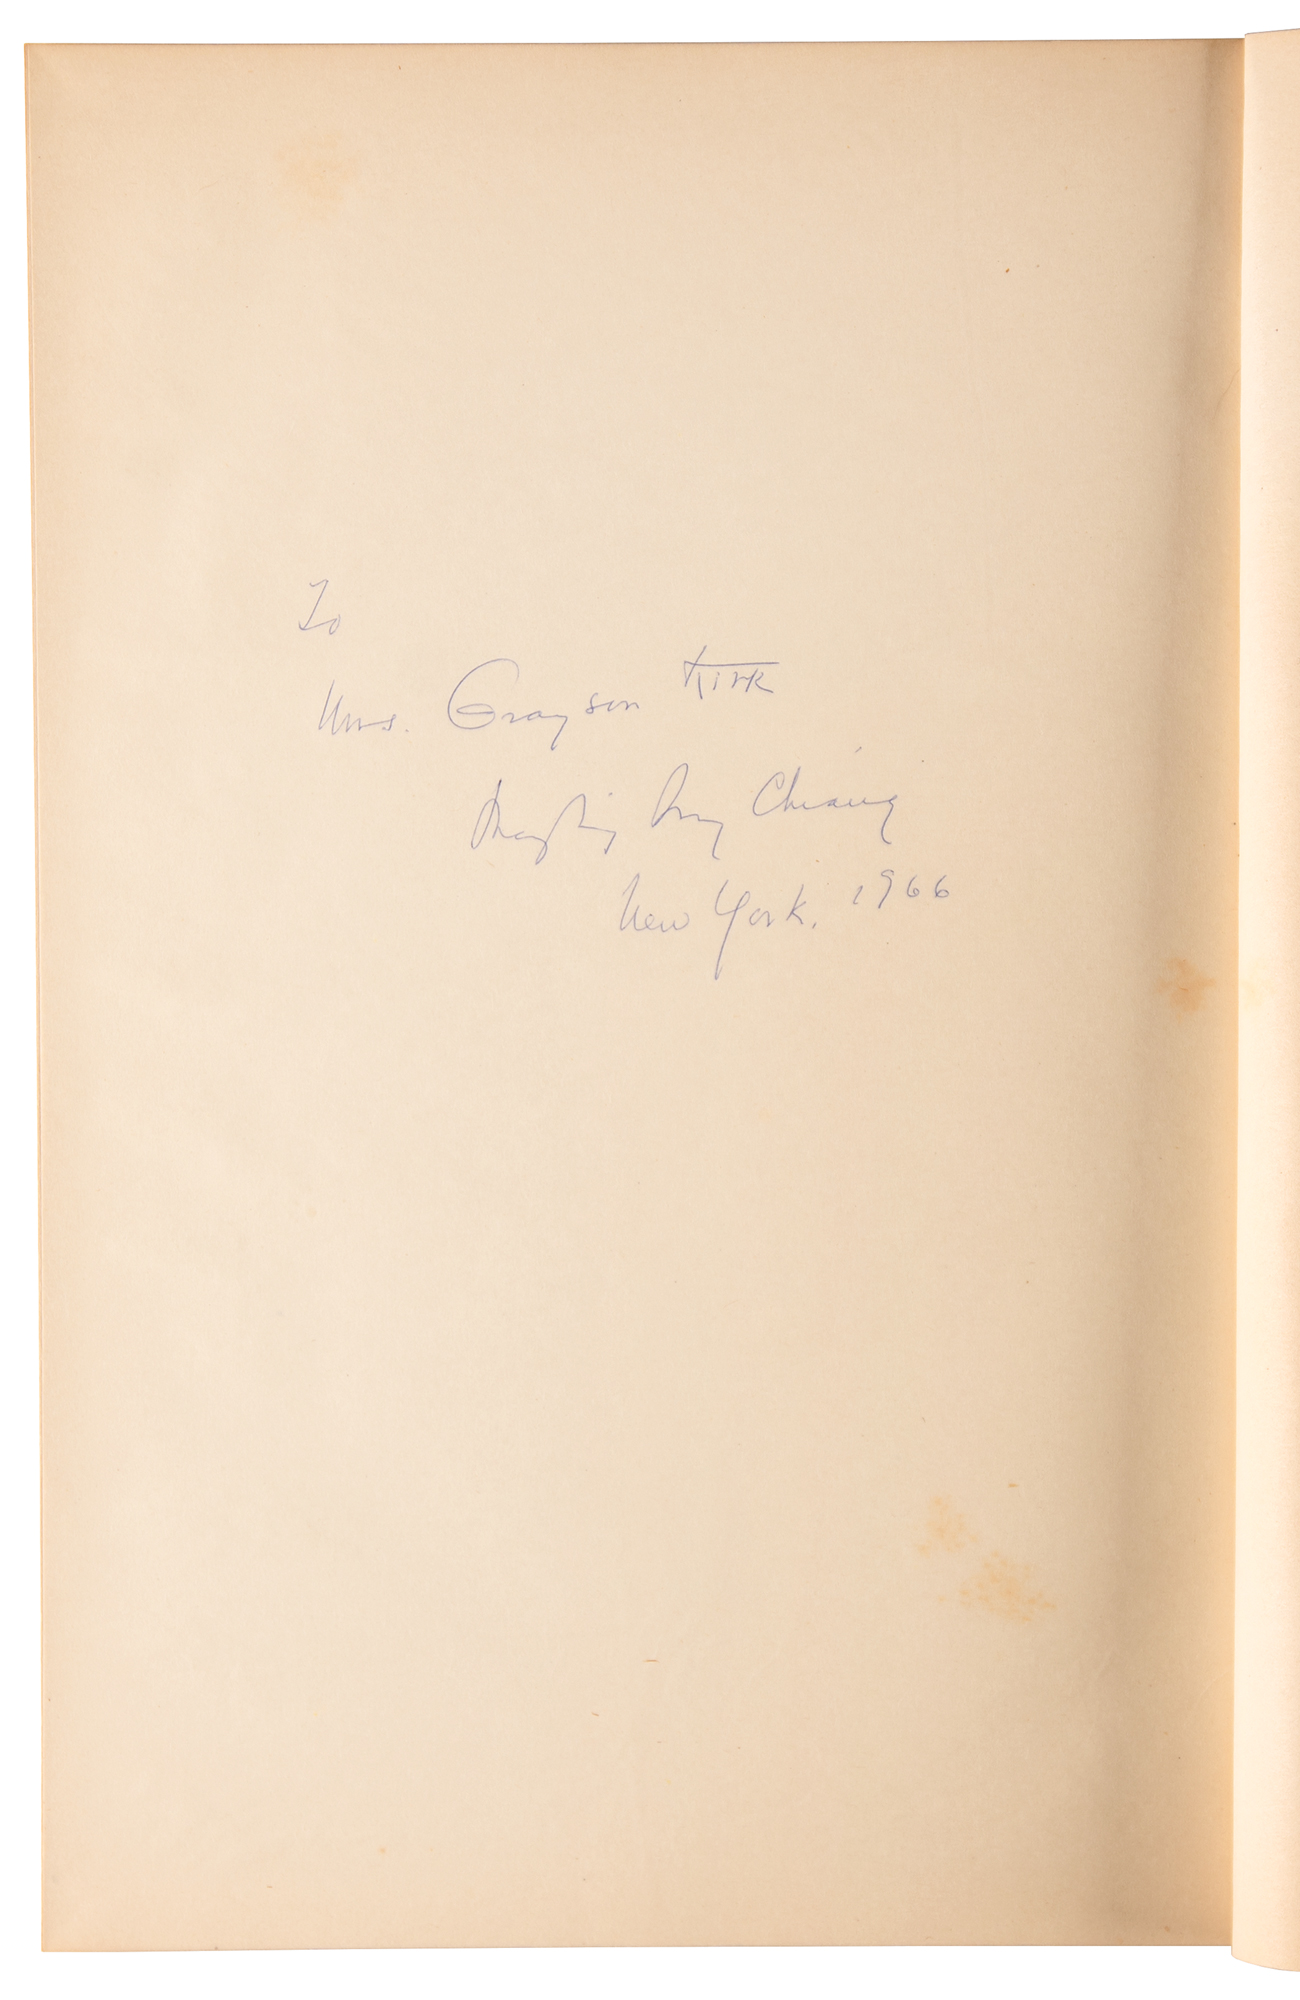 To
Mrs. Grayson Kirk
Mayling Soong Chiang
New York. 1966